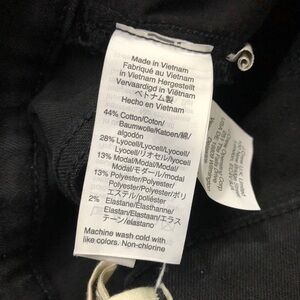 Made in Vietnam
Fabriqué au Vietnam
in Vietnam Hergestellt
Vervaardigd in Vietnam
ベトナム製
Hecho en Vietnam
44% Cotton/Coton/
Baumwolle/Katoen/綿/
algodón
28% Lyocell/Lyocell/Lyocell/
Lyocell/リオセル/lyocell
13% Modal/Modal/Modal/
Modal/モダール/modal
13% Polyester/Polyester/
Polyester/Polyester/ポリ
エステル/poliéster
2% Elastane/Élasthanne/
Elastan/Elastaan/エラス
テーン/elastano
Machine wash cold with
like colors. Non-chlorine